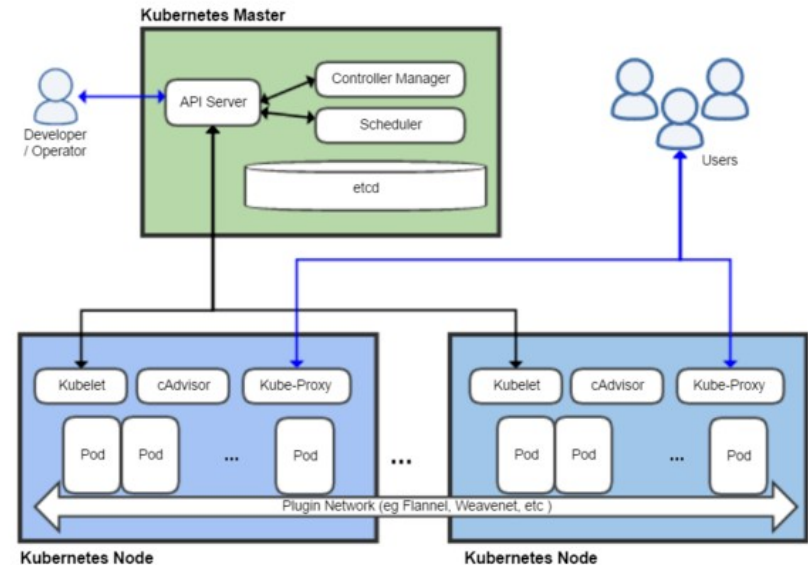 Kubernetes Master
API Server
Controller Manager
Scheduler
etcd
Developer
/ Operator
Users
Kubelet
cAdvisor
Kube-Proxy
Pod
Pod
...
Pod
...
Kubelet
cAdvisor
Kube-Proxy
Pod
Pod
...
Pod
Plugin Network (eg Flannel, Weavenet, etc )
Kubernetes Node
Kubernetes Node